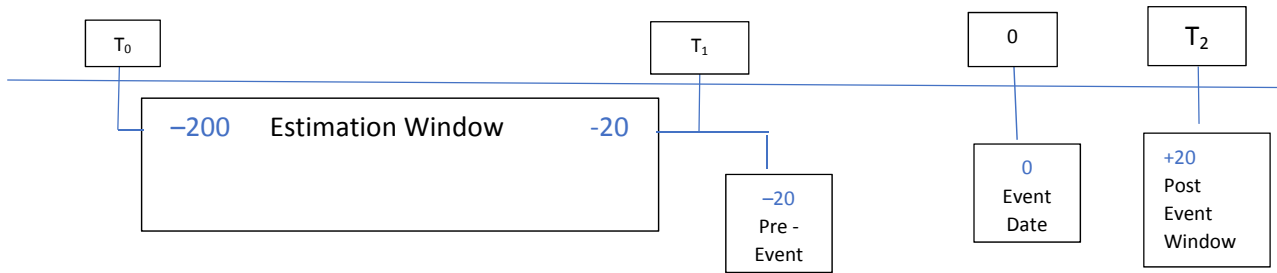 T₀
T₁
0
T₂
–200 Estimation Window -20
–20
Pre -
Event
0
Event
Date
+20
Post
Event
Window